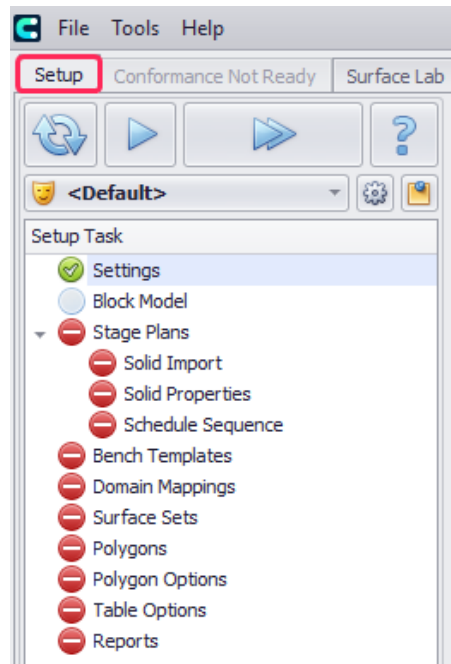 File Tools Help
Setup Conformance Not Ready Surface Lab
?
<Default>
Setup Task
Settings
Block Model
Stage Plans
Solid Import
Solid Properties
Schedule Sequence
Bench Templates
Domain Mappings
Surface Sets
Polygons
Polygon Options
Table Options
Reports